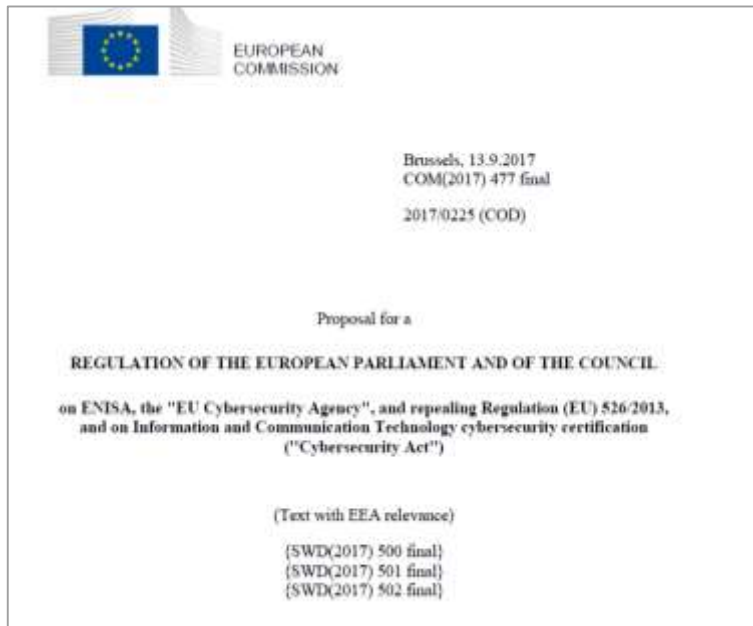 EUROPEAN
COMMISSION
Brussels, 13.9.2017
COM(2017) 477 final
2017/0225 (COD)
Proposal for a
REGULATION OF THE EUROPEAN PARLIAMENT AND OF THE COUNCIL
on ENISA, the "EU Cybersecurity Agency", and repealing Regulation (EU) 526/2013,
and on Information and Communication Technology cybersecurity certification
("Cybersecurity Act")
(Text with EEA relevance)
{SWD(2017) 500 final}
{SWD(2017) 501 final}
{SWD(2017) 502 final}